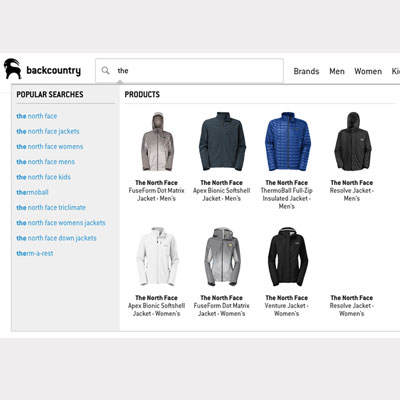 backcountry
the
Brands Men Women Ki
POPULAR SEARCHES
the north face
the north face jackets
the north face womens
the north face mens
the north face kids
thermoball
the north face triclimate
the north face womens jackets
the north face down jackets
therm-a-rest
PRODUCTS
The North Face
FuseForm Dot Matrix
Jacket - Men's
The North Face
Apex Bionic Softshell
Jacket - Men's
The North Face
ThermoBall Full-Zip
Insulated Jacket -
Men's
The North Face
Resolve Jacket -
Men's
The North Face
Apex Bionic Softshell
Jacket - Women's
The North Face
FuseForm Dot Matrix
Jacket - Women's
The North Face
Venture Jacket -
Women's
The North Face
Resolve Jacket -
Women's